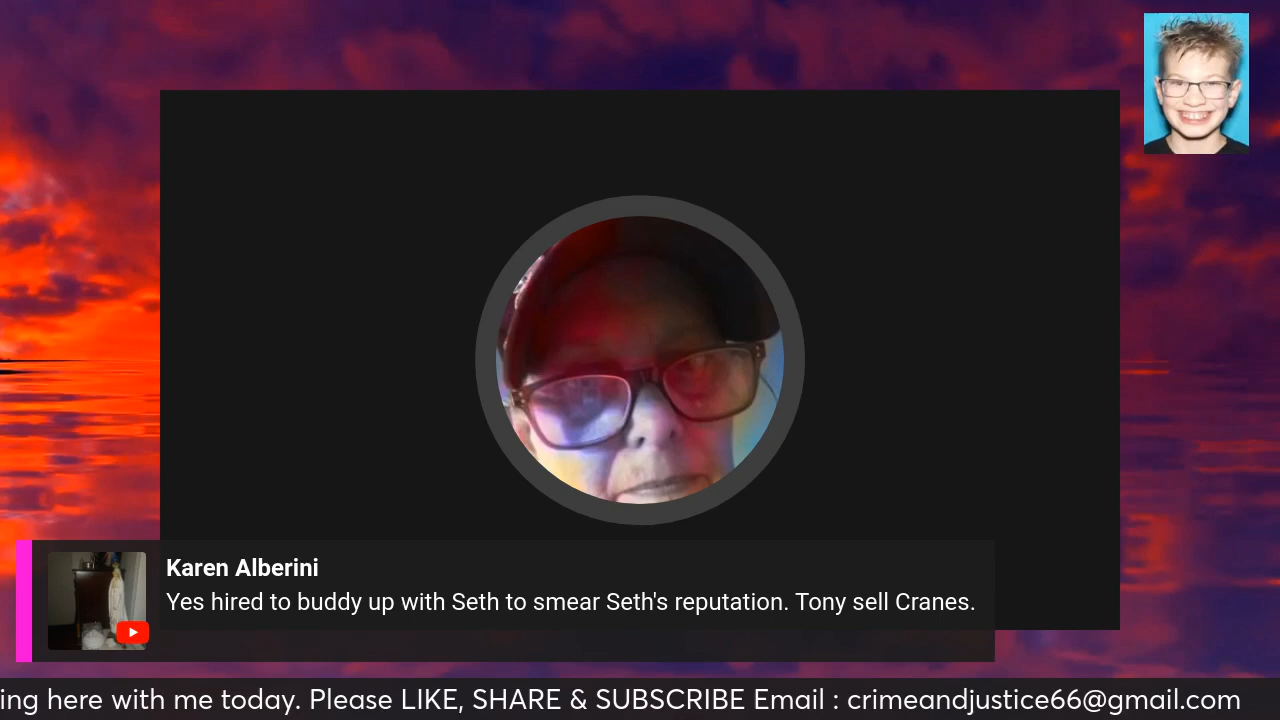 Karen Alberini
Yes hired to buddy up with Seth to smear Seth's reputation. Tony sell Cranes.
ing here with me today. Please LIKE, SHARE & SUBSCRIBE Email : crimeandjustice66@gmail.com